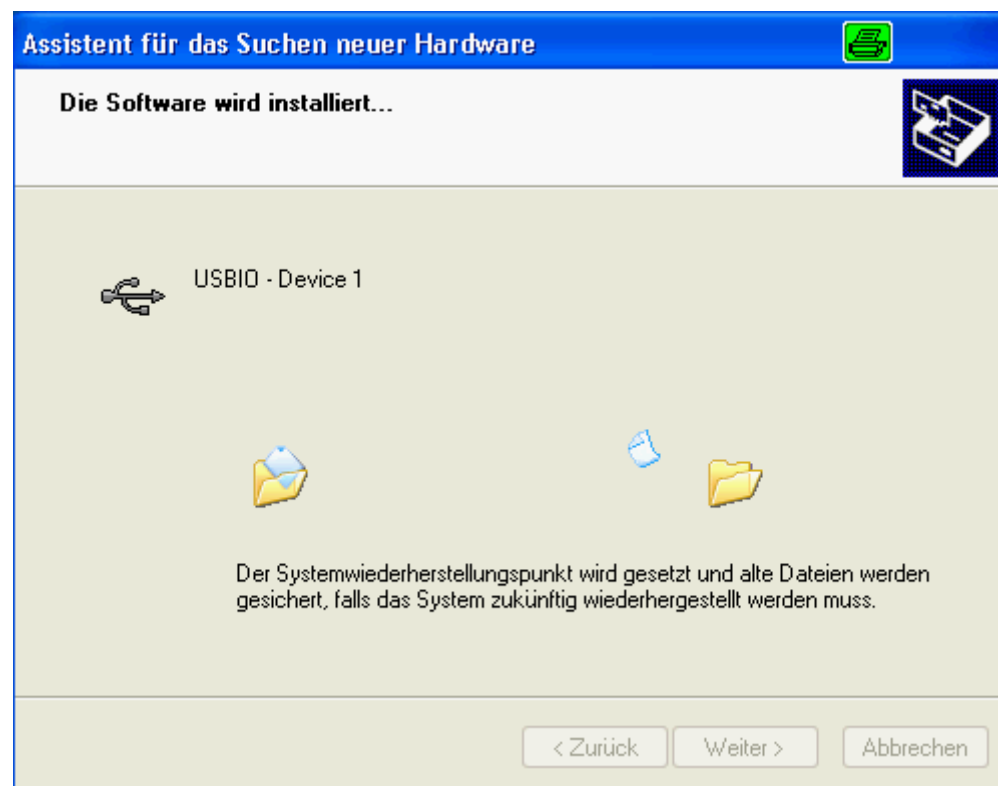 Assistent für das Suchen neuer Hardware
Die Software wird installiert...
USBIO - Device 1
Der Systemwiederherstellungspunkt wird gesetzt und alte Dateien werden
gesichert, falls das System zukünftig wiederhergestellt werden muss.
< Zurück
Weiter >
Abbrechen